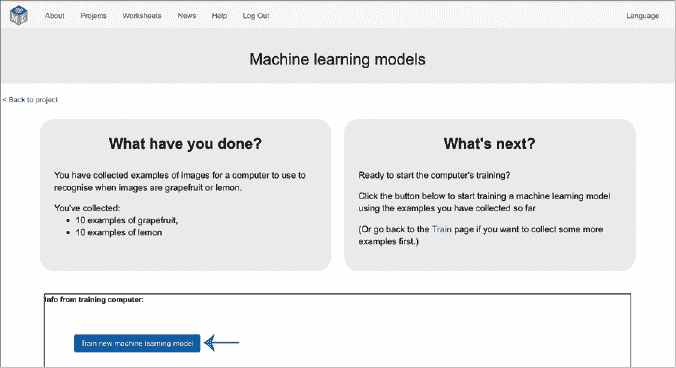 About Projects Worksheets News Help Log Out Language
Machine learning models
< Back to project
What have you done?
You have collected examples of images for a computer to use to
recognise when images are grapefruit or lemon.
You've collected:
• 10 examples of grapefruit,
• 10 examples of lemon
What's next?
Ready to start the computer's training?
Click the button below to start training a machine learning model
using the examples you have collected so far
(Or go back to the Train page if you want to collect some more
examples first.)
Info from training computer:
Train new machine learning model